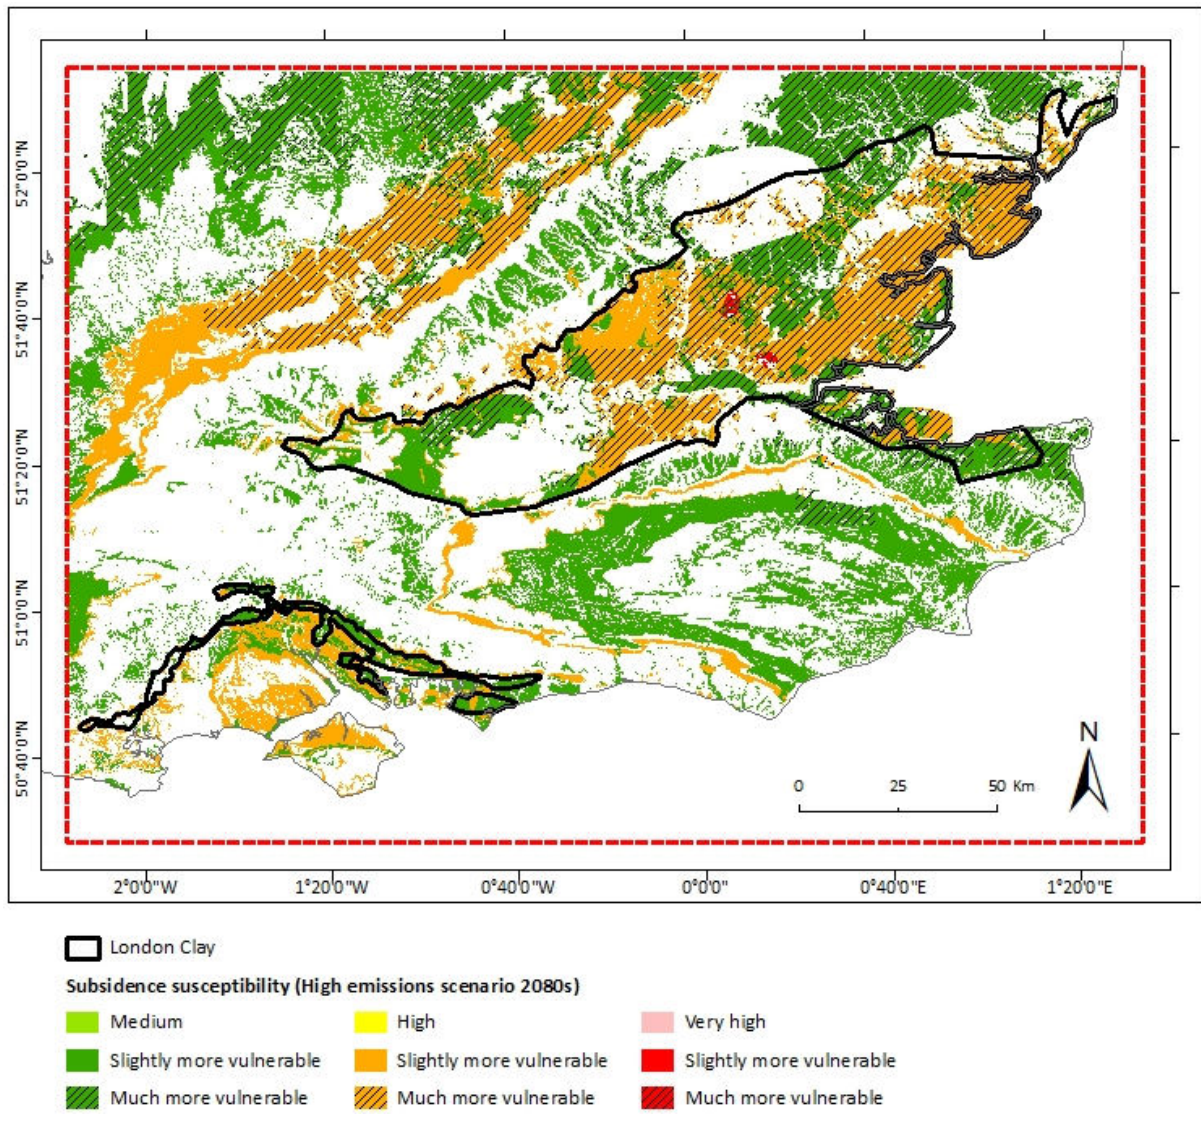 52°0'0"N
51°40'0"N
51°20'0"N
51°0'0"N
50°40'0"N
N
0 25 50 Km
2°0'0"W 1°20'0"W 0°40'0"W 0°0'0" 0°40'0"E 1°20'0"E
London Clay
Subsidence susceptibility (High emissions scenario 2080s)
Medium High Very high
Slightly more vulnerable Slightly more vulnerable Slightly more vulnerable
Much more vulnerable Much more vulnerable Much more vulnerable